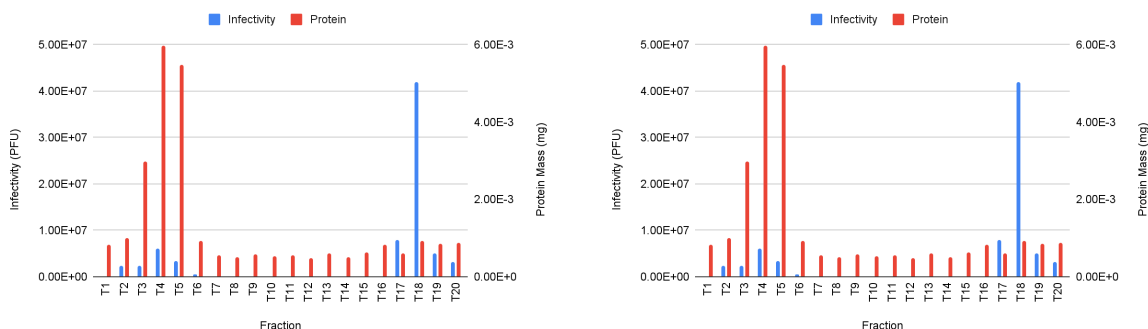 Infectivity Protein
5.00E+07
4.00E+07
3.00E+07
2.00E+07
1.00E+07
0.00E+00
Infectivity (PFU)
6.00E-3
4.00E-3
2.00E-3
0.00E+0
Protein Mass (mg)
T1 T2 T3 T4 T5 T6 T7 T8 T9 T10 T11 T12 T13 T14 T15 T16 T17 T18 T19 T20
Fraction
Infectivity Protein
5.00E+07
4.00E+07
3.00E+07
2.00E+07
1.00E+07
0.00E+00
Infectivity (PFU)
6.00E-3
4.00E-3
2.00E-3
0.00E+0
Protein Mass (mg)
T1 T2 T3 T4 T5 T6 T7 T8 T9 T10 T11 T12 T13 T14 T15 T16 T17 T18 T19 T20
Fraction